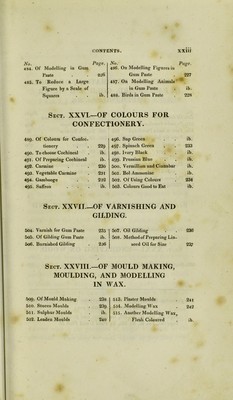 CONTENTS. xxiii
No. Page.
484. Of Modelling in Gum
Paste 226
485. To Reduce a Large
Figure by a Scale of
Squares ib.
No. Page.
486. On Modelling Figures in
Gum Paste 227
487. On Modelling Animals
in Gum Paste ib.
488. Birds in Gum Paste 228
Sect. XXVI.—OF COLOURS FOR
CONFECTIONERY.
489. Of Colours for Confec-
tionery 229
490. To choose Cochineal ib.
491. Of Preparing Cochineal ib.
492. Carmine 230
493. Vegetable Carmine 231
494. Gamboage 232
495. Saffron ib.
496. Sap Green ib.
497. Spinach Green 233
498. Ivory Black ib.
499. Prussian Blue ib.
500. Vermillion and Cinnabar ib.
501. Bol Ammoniac ib.
502. Of Using Colours 234
503. Colours Good to Eat ib.
Sect. XXVII.—OF VARNISHING AND
GILDING.
504. Varnish for Gum Paste 235
505. Of Gilding Gum Paste ib.
506. Burnished Gilding 236
507. Oil Gilding 236
508. Method of Preparing Lin-
seed Oil for Size 237
Sect. XXVIII.—OF MOULD MAKING,
MOULDING, AND MODELLING
IN WAX.
509. Of Mould Making 238
510. Staves Moulds 239
511. Sulphur Moulds ib.
512. Leaden Moulds 240
513. Plaster Moulds 241
514. Modelling Wax 242
515. Another Modelling Wax,
Flesh Coloured ib.